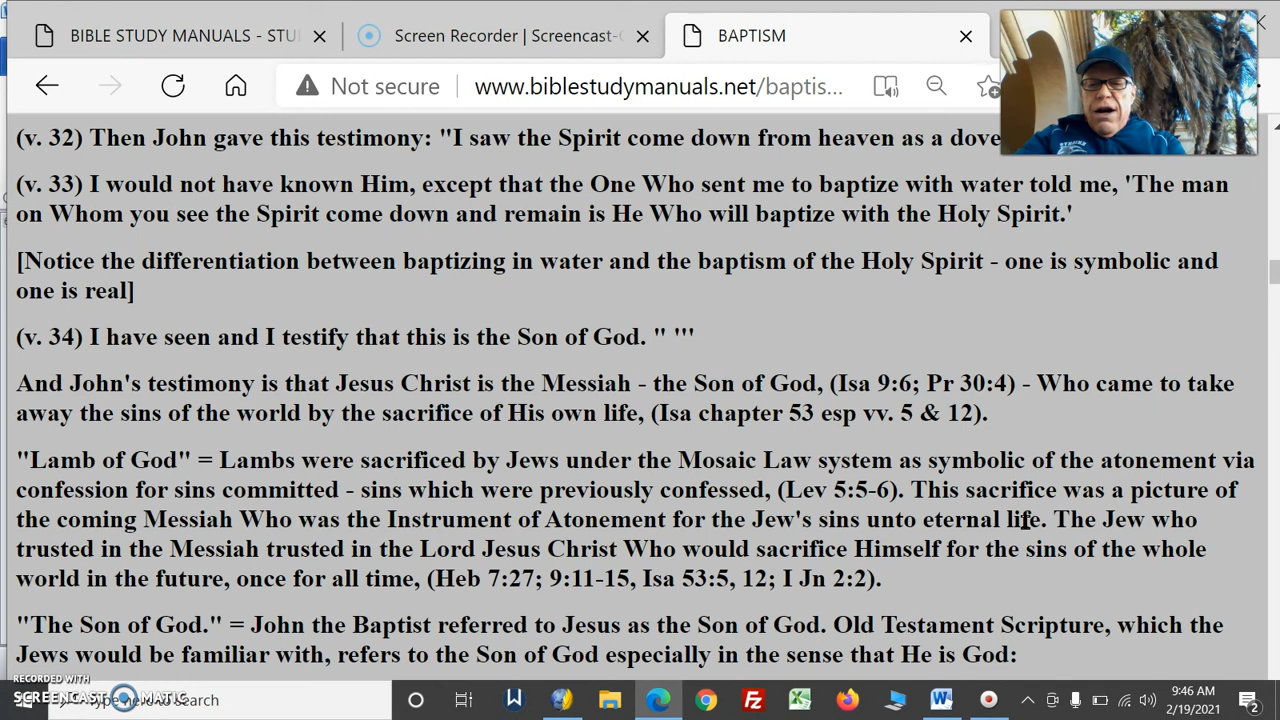 BIBLE STUDY MANUALS - STU
Screen Recorder | Screencast-
BAPTISM
Not secure
www.biblestudymanuals.net/baptis...
(v. 32) Then John gave this testimony: "I saw the Spirit come down from heaven as a dove
(v. 33) I would not have known Him, except that the One Who sent me to baptize with water told me, 'The man
on Whom you see the Spirit come down and remain is He Who will baptize with the Holy Spirit.'
[Notice the differentiation between baptizing in water and the baptism of the Holy Spirit - one is symbolic and
one is real]
(v. 34) I have seen and I testify that this is the Son of God. " '"
And John's testimony is that Jesus Christ is the Messiah - the Son of God, (Isa 9:6; Pr 30:4) - Who came to take
away the sins of the world by the sacrifice of His own life, (Isa chapter 53 esp vv. 5 & 12).
"Lamb of God" = Lambs were sacrificed by Jews under the Mosaic Law system as symbolic of the atonement via
confession for sins committed - sins which were previously confessed, (Lev 5:5-6). This sacrifice was a picture of
the coming Messiah Who was the Instrument of Atonement for the Jew's sins unto eternal life. The Jew who
trusted in the Messiah trusted in the Lord Jesus Christ Who would sacrifice Himself for the sins of the whole
world in the future, once for all time, (Heb 7:27; 9:11-15, Isa 53:5, 12; I Jn 2:2).
"The Son of God." = John the Baptist referred to Jesus as the Son of God. Old Testament Scripture, which the
Jews would be familiar with, refers to the Son of God especially in the sense that He is God:
RECORDED WITH
SCREENCAST MATIC
Type here to search
9:46 AM
2/19/2021
2